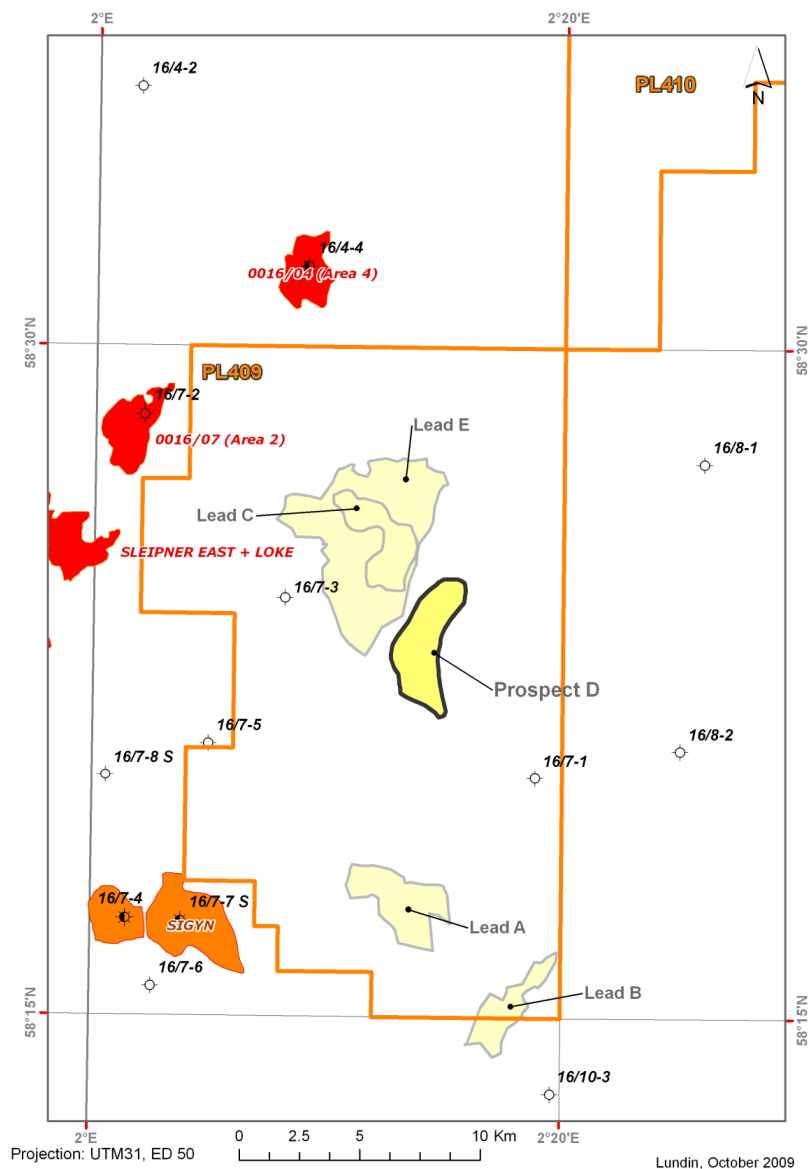 2°E
2°20'E
16/4-2
PL410
N
16/4-4
0016/04 (Area 4)
58°30'N
58°30'N
PL409
16/7-2
Lead E
0016/07 (Area 2)
16/8-1
Lead C
SLEIPNER EAST + LOKE
16/7-3
Prospect D
16/7-5
16/8-2
16/7-8 S
16/7-1
16/7-4
16/7-7 S
SIGYN
Lead A
16/7-6
Lead B
58°15'N
58°15'N
16/10-3
2°E
2°20'E
Projection: UTM31, ED 50
0 2.5 5 10 Km
Lundin, October 2009